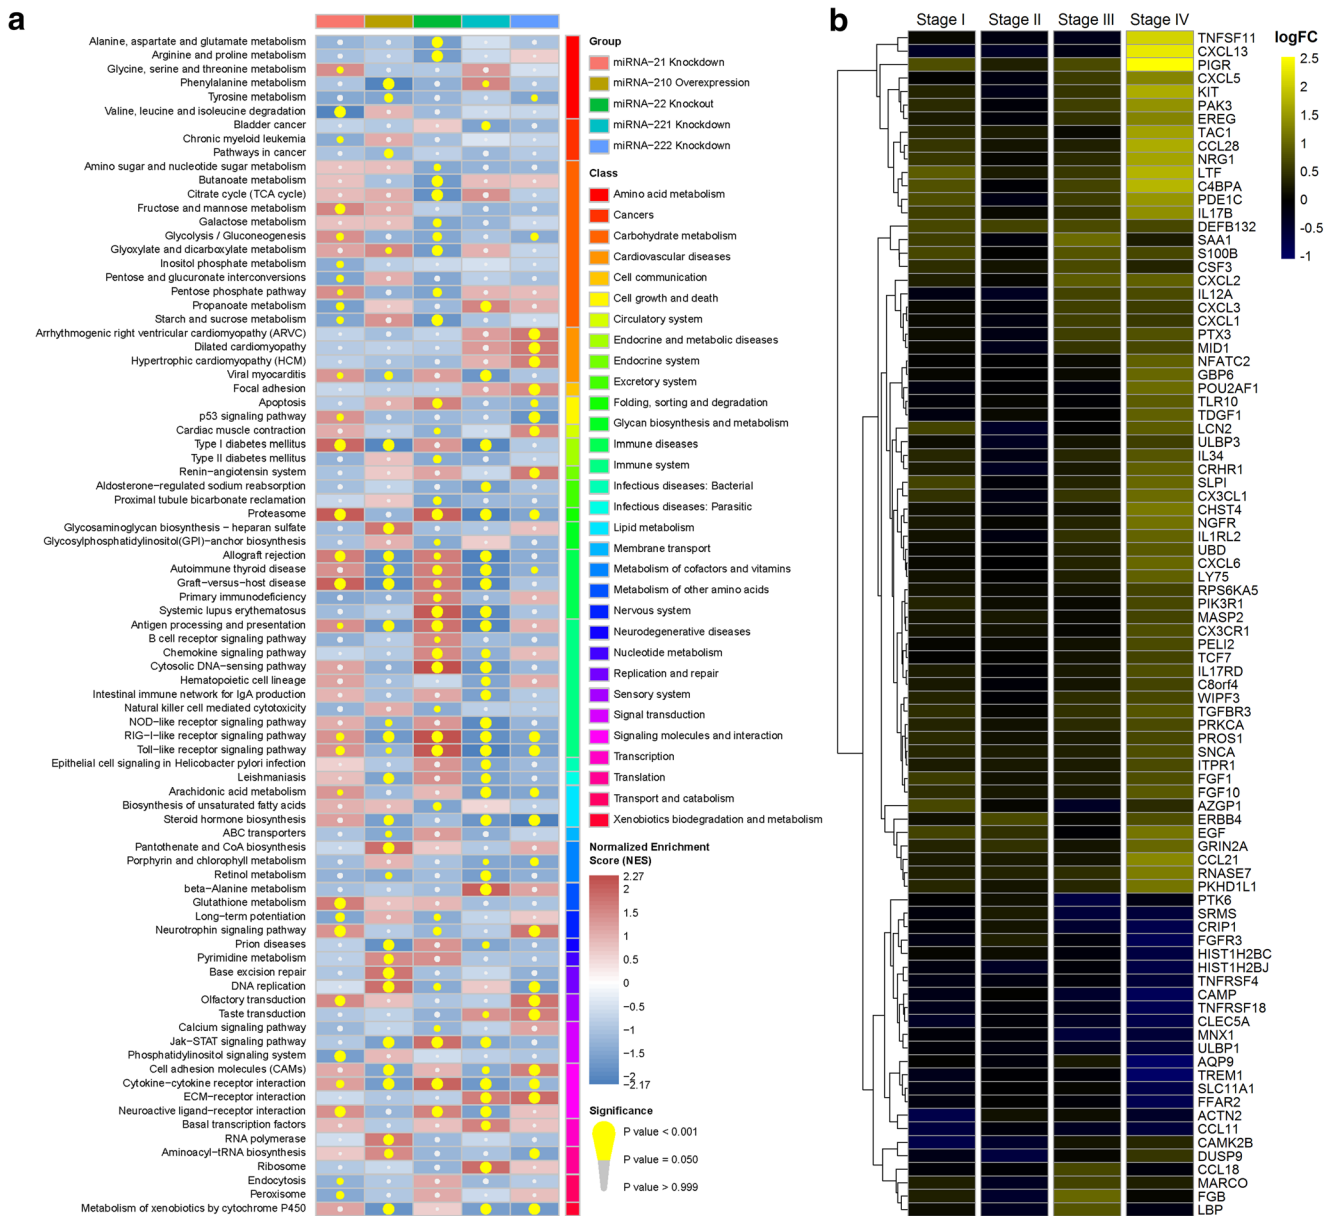 a
Alanine, aspartate and glutamate metabolism
Arginine and proline metabolism
Glycine, serine and threonine metabolism
Phenylalanine metabolism
Tyrosine metabolism
Valine, leucine and isoleucine degradation
Bladder cancer
Chronic myeloid leukemia
Pathways in cancer
Amino sugar and nucleotide sugar metabolism
Butanoate metabolism
Citrate cycle (TCA cycle)
Fructose and mannose metabolism
Galactose metabolism
Glycolysis / Gluconeogenesis
Glyoxylate and dicarboxylate metabolism
Inositol phosphate metabolism
Pentose and glucuronate interconversions
Pentose phosphate pathway
Propanoate metabolism
Starch and sucrose metabolism
Arrhythmogenic right ventricular cardiomyopathy (ARVC)
Dilated cardiomyopathy
Hypertrophic cardiomyopathy (HCM)
Viral myocarditis
Focal adhesion
Apoptosis
p53 signaling pathway
Cardiac muscle contraction
Type I diabetes mellitus
Type II diabetes mellitus
Renin−angiotensin system
Aldosterone−regulated sodium reabsorption
Proximal tubule bicarbonate reclamation
Proteasome
Glycosaminoglycan biosynthesis − heparan sulfate
Glycosylphosphatidylinositol(GPI)−anchor biosynthesis
Allograft rejection
Autoimmune thyroid disease
Graft−versus−host disease
Primary immunodeficiency
Systemic lupus erythematosus
Antigen processing and presentation
B cell receptor signaling pathway
Chemokine signaling pathway
Cytosolic DNA−sensing pathway
Hematopoietic cell lineage
Intestinal immune network for IgA production
Natural killer cell mediated cytotoxicity
NOD−like receptor signaling pathway
RIG−I−like receptor signaling pathway
Toll−like receptor signaling pathway
Epithelial cell signaling in Helicobacter pylori infection
Leishmaniasis
Arachidonic acid metabolism
Biosynthesis of unsaturated fatty acids
Steroid hormone biosynthesis
ABC transporters
Pantothenate and CoA biosynthesis
Porphyrin and chlorophyll metabolism
Retinol metabolism
beta−Alanine metabolism
Glutathione metabolism
Long−term potentiation
Neurotrophin signaling pathway
Prion diseases
Pyrimidine metabolism
Base excision repair
DNA replication
Olfactory transduction
Taste transduction
Calcium signaling pathway
Jak−STAT signaling pathway
Phosphatidylinositol signaling system
Cell adhesion molecules (CAMs)
Cytokine−cytokine receptor interaction
ECM−receptor interaction
Neuroactive ligand−receptor interaction
Basal transcription factors
RNA polymerase
Aminoacyl−tRNA biosynthesis
Ribosome
Endocytosis
Peroxisome
Metabolism of xenobiotics by cytochrome P450
Group
miRNA−21 Knockdown
miRNA−210 Overexpression
miRNA−22 Knockout
miRNA−221 Knockdown
miRNA−222 Knockdown
Class
Amino acid metabolism
Cancers
Carbohydrate metabolism
Cardiovascular diseases
Cell communication
Cell growth and death
Circulatory system
Endocrine and metabolic diseases
Endocrine system
Excretory system
Folding, sorting and degradation
Glycan biosynthesis and metabolism
Immune diseases
Immune system
Infectious diseases: Bacterial
Infectious diseases: Parasitic
Lipid metabolism
Membrane transport
Metabolism of cofactors and vitamins
Metabolism of other amino acids
Nervous system
Neurodegenerative diseases
Nucleotide metabolism
Replication and repair
Sensory system
Signal transduction
Signaling molecules and interaction
Transcription
Translation
Transport and catabolism
Xenobiotics biodegradation and metabolism
Normalized Enrichment
Score (NES)
2.27
2
1.5
1
0.5
0
−0.5
−1
−1.5
−2
−2.17
Significance
P value < 0.001
P value = 0.050
P value > 0.999
b
Stage I Stage II Stage III Stage IV
TNFSF11
CXCL13
PIGR
CXCL5
KIT
PAK3
EREG
TAC1
CCL28
NRG1
LTF
C4BPA
PDE1C
IL17B
DEFB132
SAA1
S100B
CSF3
CXCL2
IL12A
CXCL3
CXCL1
PTX3
MID1
NFATC2
GBP6
POU2AF1
TLR10
TDGF1
LCN2
ULBP3
IL34
CRHR1
SLPI
CX3CL1
CHST4
NGFR
IL1RL2
UBD
CXCL6
LY75
RPS6KA5
PIK3R1
MASP2
CX3CR1
PELI2
TCF7
IL17RD
C8orf4
WIPF3
TGFBR3
PRKCA
PROS1
SNCA
ITPR1
FGF1
FGF10
AZGP1
ERBB4
EGF
GRIN2A
CCL21
RNASE7
PKHD1L1
PTK6
SRMS
CRIP1
FGFR3
HIST1H2BC
HIST1H2BJ
TNFRSF4
CAMP
TNFRSF18
CLEC5A
MNX1
ULBP1
AQP9
TREM1
SLC11A1
FFAR2
ACTN2
CCL11
CAMK2B
DUSP9
CCL18
MARCO
FGB
LBP
logFC
2.5
2
1.5
1
0.5
0
-0.5
-1